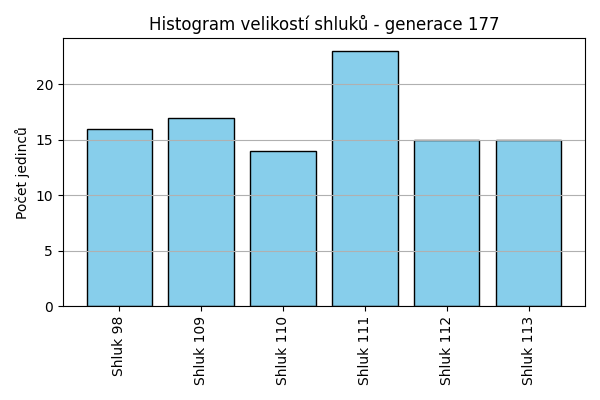 Histogram velikostí shluků - generace 177
Počet jedinců
20
15
10
5
0
Shluk 98
Shluk 109
Shluk 110
Shluk 111
Shluk 112
Shluk 113